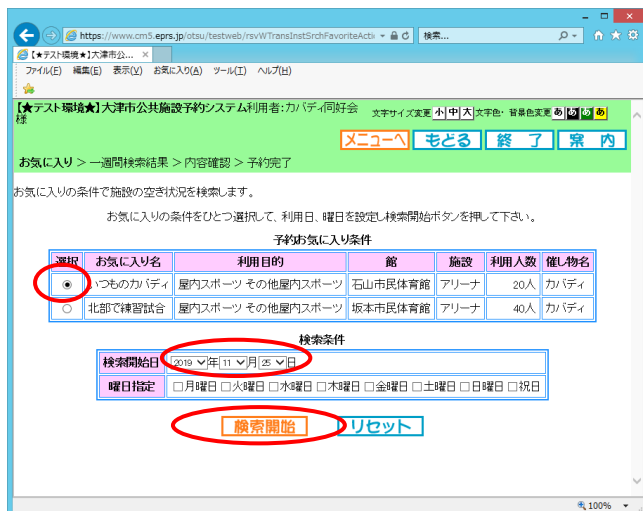 https://www.cm5.eprs.jp/otsu/testweb/rsvWTransInstSrchFavoriteActi
検索...
【★テスト環境★】大津市公...
ファイル(F) 編集(E) 表示(V) お気に入り(A) ツール(T) ヘルプ(H)
【★テスト環境★】大津市公共施設予約システム利用者:カバディ同好会様 文字サイズ変更 小 中 大 文字色・背景色変更 あ あ あ あ
メニューへ もどる 終了 案内
お気に入り > 一週間検索結果 > 内容確認 > 予約完了
お気に入りの条件で施設の空き状況を検索します。
お気に入りの条件をひとつ選択して、利用日、曜日を設定し検索開始ボタンを押して下さい。
予約お気に入り条件
選択 お気に入り名 利用目的 館 施設 利用人数 催し物名
いつものカバディ 屋内スポーツ その他屋内スポーツ 石山市民体育館 アリーナ 20人 カバディ
北部で練習試合 屋内スポーツ その他屋内スポーツ 坂本市民体育館 アリーナ 40人 カバディ
検索条件
検索開始日 2019年11月25日
曜日指定 □月曜日 □火曜日 □水曜日 □木曜日 □金曜日 □土曜日 □日曜日 □祝日
検索開始 リセット
100%